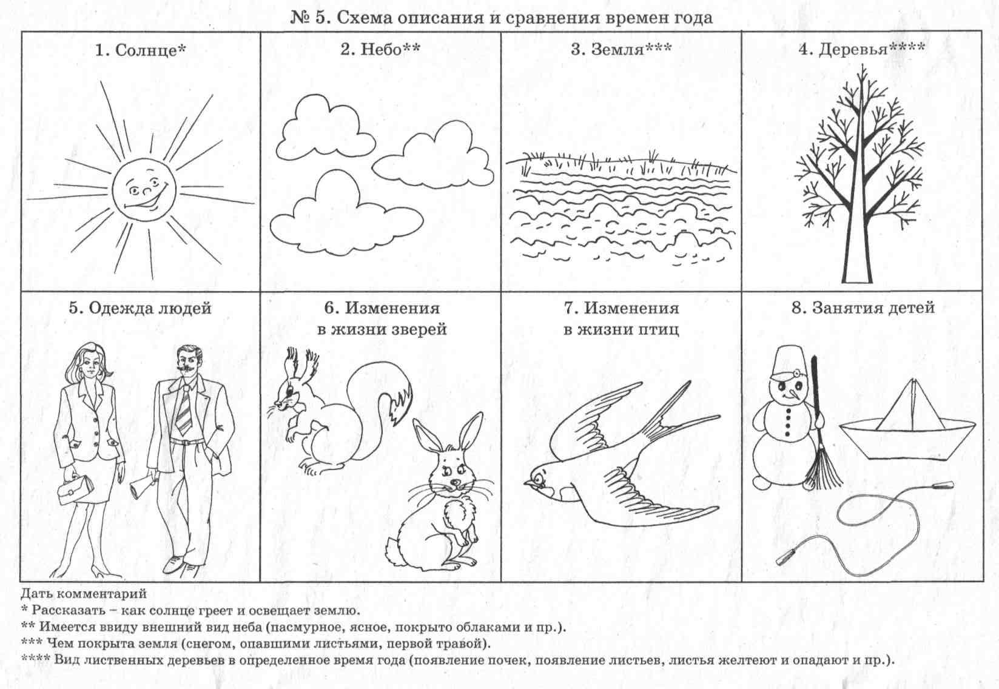 № 5. Схема описания и сравнения времен года
1. Солнце*
2. Небо**
3. Земля***
4. Деревья****
5. Одежда людей
6. Изменения
в жизни зверей
7. Изменения
в жизни птиц
8. Занятия детей
Дать комментарий
* Рассказать – как солнце греет и освещает землю.
** Имеется ввиду внешний вид неба (пасмурное, ясное, покрыто облаками и пр.).
*** Чем покрыта земля (снегом, опавшими листьями, первой травой).
**** Вид лиственных деревьев в определенное время года (появление почек, появление листьев, листья желтеют и опадают и пр.).